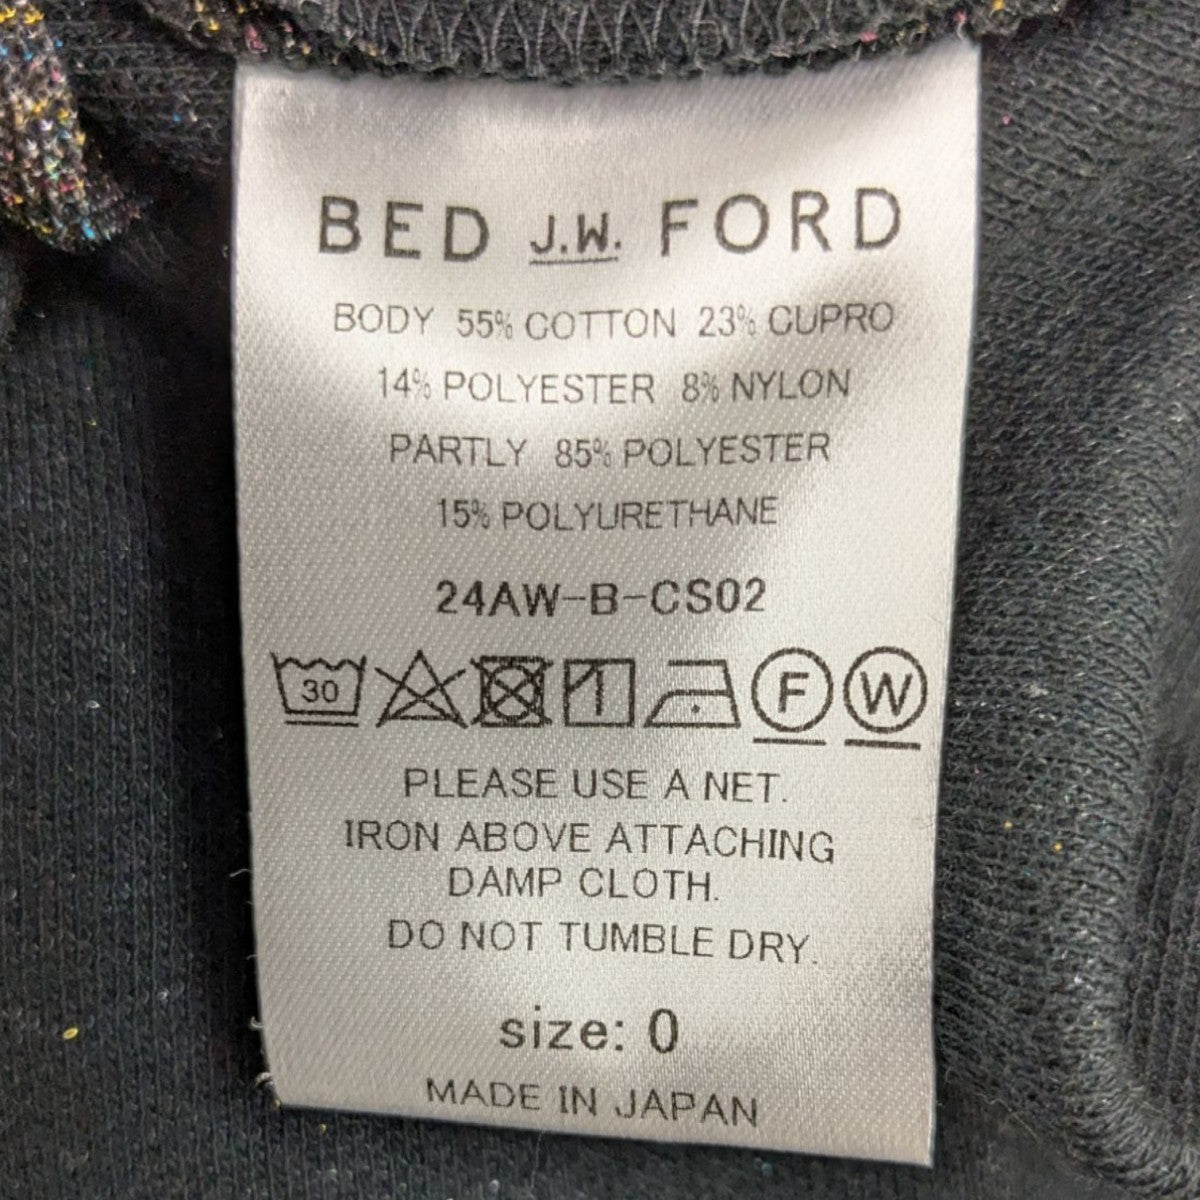 BED J.W. FORD
BODY 55% COTTON 23% CUPRO
14% POLYESTER 8% NYLON
PARTLY 85% POLYESTER
15% POLYURETHANE
24AW-B-CS02
30 F W
PLEASE USE A NET.
IRON ABOVE ATTACHING
DAMP CLOTH.
DO NOT TUMBLE DRY.
size: 0
MADE IN JAPAN